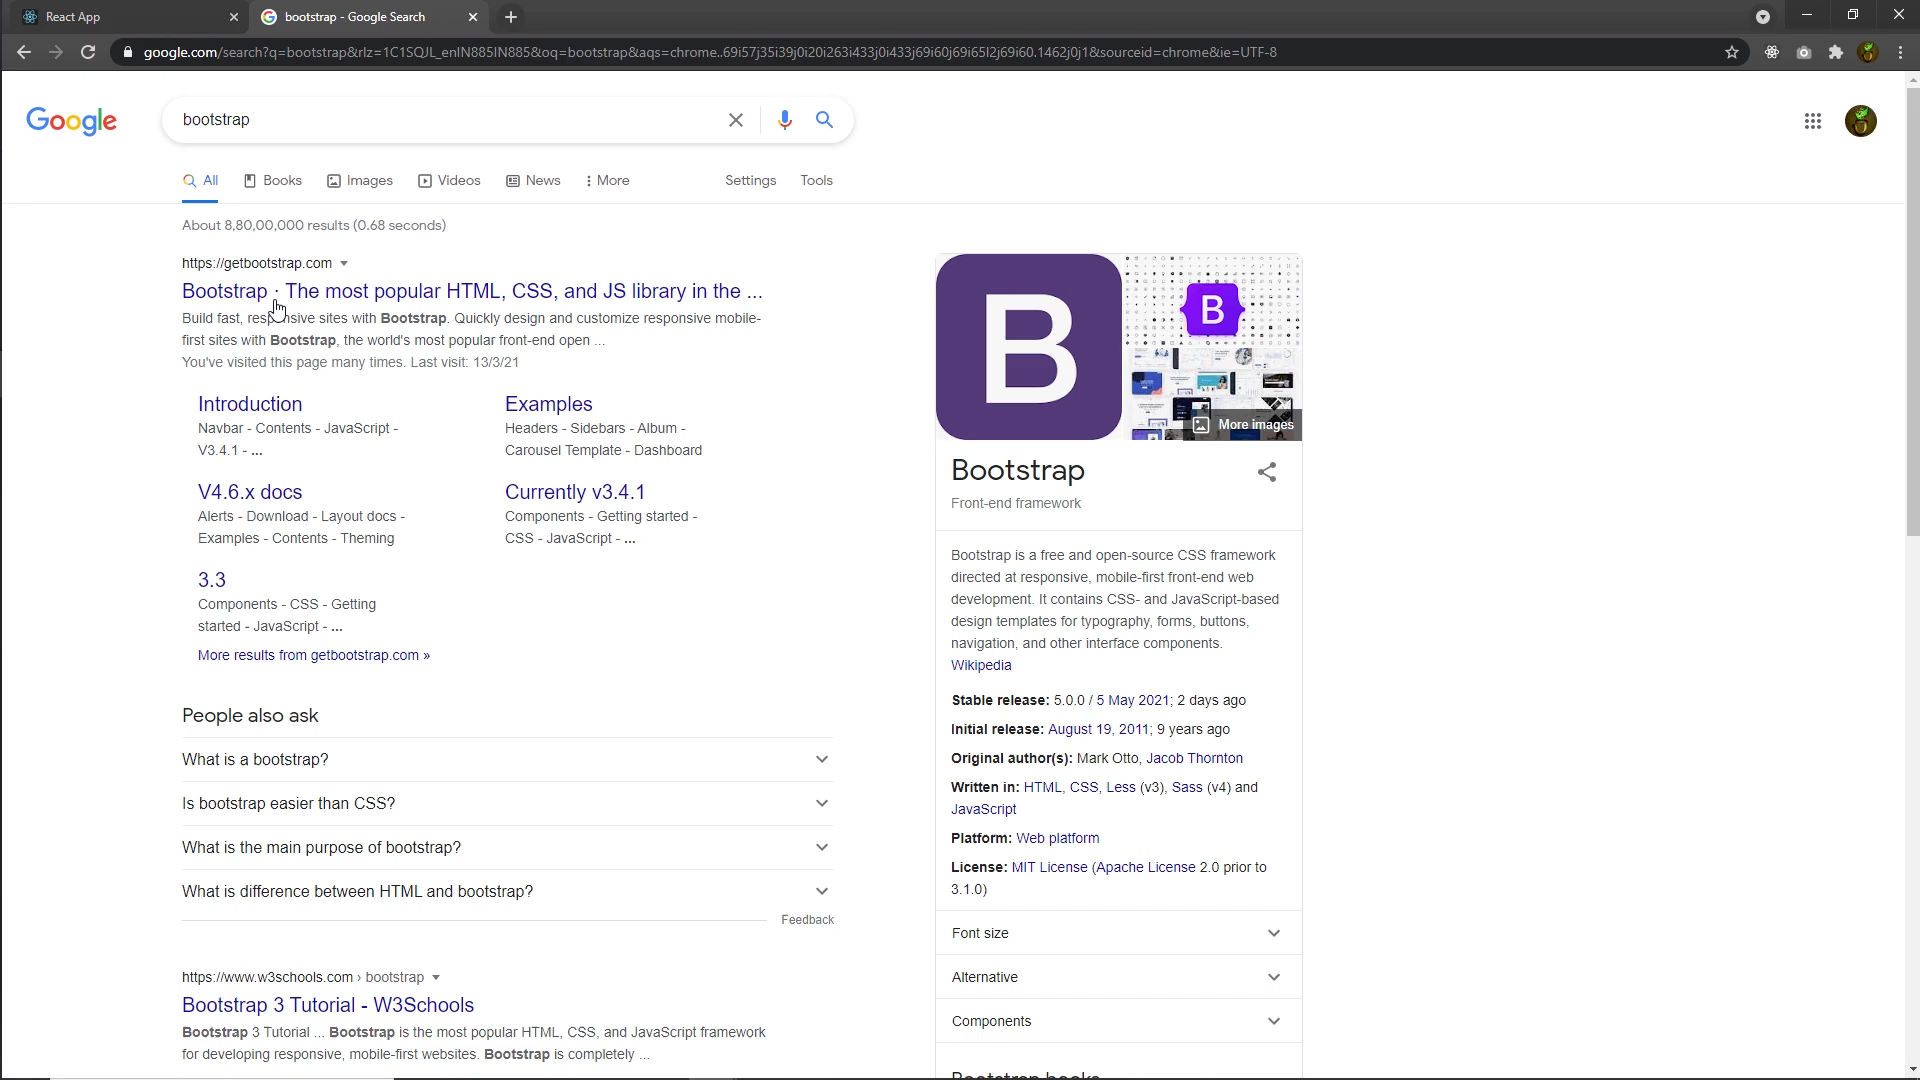 React App
bootstrap - Google Search
google.com/search?q=bootstrap&rlz=1C1SQJL_enIN885IN885&oq=bootstrap&aqs=chrome..69i57j35i39j0i20i263i433j0i433j69i60j69i65l2j69i60.1462j0j1&sourceid=chrome&ie=UTF-8
Google
bootstrap
All
Books
Images
Videos
News
More
Settings
Tools
About 8,80,00,000 results (0.68 seconds)
https://getbootstrap.com
Bootstrap · The most popular HTML, CSS, and JS library in the ...
Build fast, responsive sites with Bootstrap. Quickly design and customize responsive mobile-
first sites with Bootstrap, the world's most popular front-end open ...
You've visited this page many times. Last visit: 13/3/21
Introduction
Navbar - Contents - JavaScript -
V3.4.1 - ...
Examples
Headers - Sidebars - Album -
Carousel Template - Dashboard
V4.6.x docs
Alerts - Download - Layout docs -
Examples - Contents - Theming
Currently v3.4.1
Components - Getting started -
CSS - JavaScript - ...
3.3
Components - CSS - Getting
started - JavaScript - ...
More results from getbootstrap.com »
People also ask
What is a bootstrap?
Is bootstrap easier than CSS?
What is the main purpose of bootstrap?
What is difference between HTML and bootstrap?
Feedback
https://www.w3schools.com › bootstrap
Bootstrap 3 Tutorial - W3Schools
Bootstrap 3 Tutorial ... Bootstrap is the most popular HTML, CSS, and JavaScript framework
for developing responsive, mobile-first websites. Bootstrap is completely ...
B
B
More images
Bootstrap
Front-end framework
Bootstrap is a free and open-source CSS framework
directed at responsive, mobile-first front-end web
development. It contains CSS- and JavaScript-based
design templates for typography, forms, buttons,
navigation, and other interface components.
Wikipedia
Stable release: 5.0.0 / 5 May 2021; 2 days ago
Initial release: August 19, 2011; 9 years ago
Original author(s): Mark Otto, Jacob Thornton
Written in: HTML, CSS, Less (v3), Sass (v4) and
JavaScript
Platform: Web platform
License: MIT License (Apache License 2.0 prior to
3.1.0)
Font size
Alternative
Components
Bootstrap books